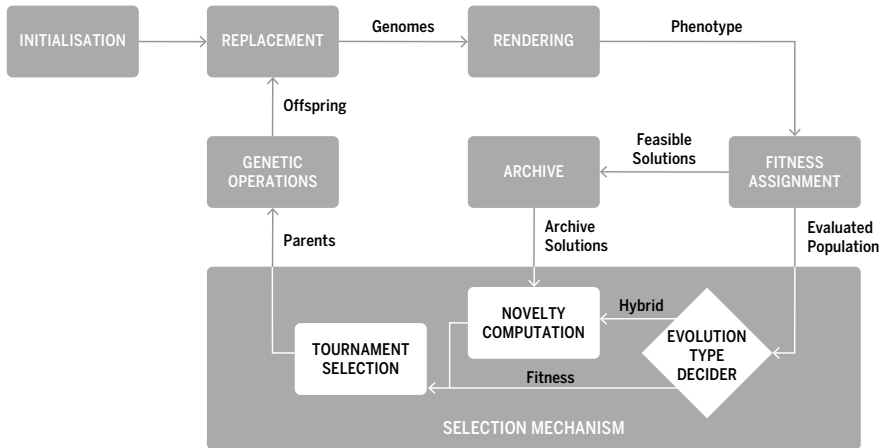 INITIALISATION
REPLACEMENT
Genomes
RENDERING
Phenotype
Offspring
GENETIC
OPERATIONS
ARCHIVE
Feasible
Solutions
FITNESS
ASSIGNMENT
Parents
Archive
Solutions
Evaluated
Population
NOVELTY
COMPUTATION
Hybrid
EVOLUTION
TYPE
DECIDER
TOURNAMENT
SELECTION
Fitness
SELECTION MECHANISM